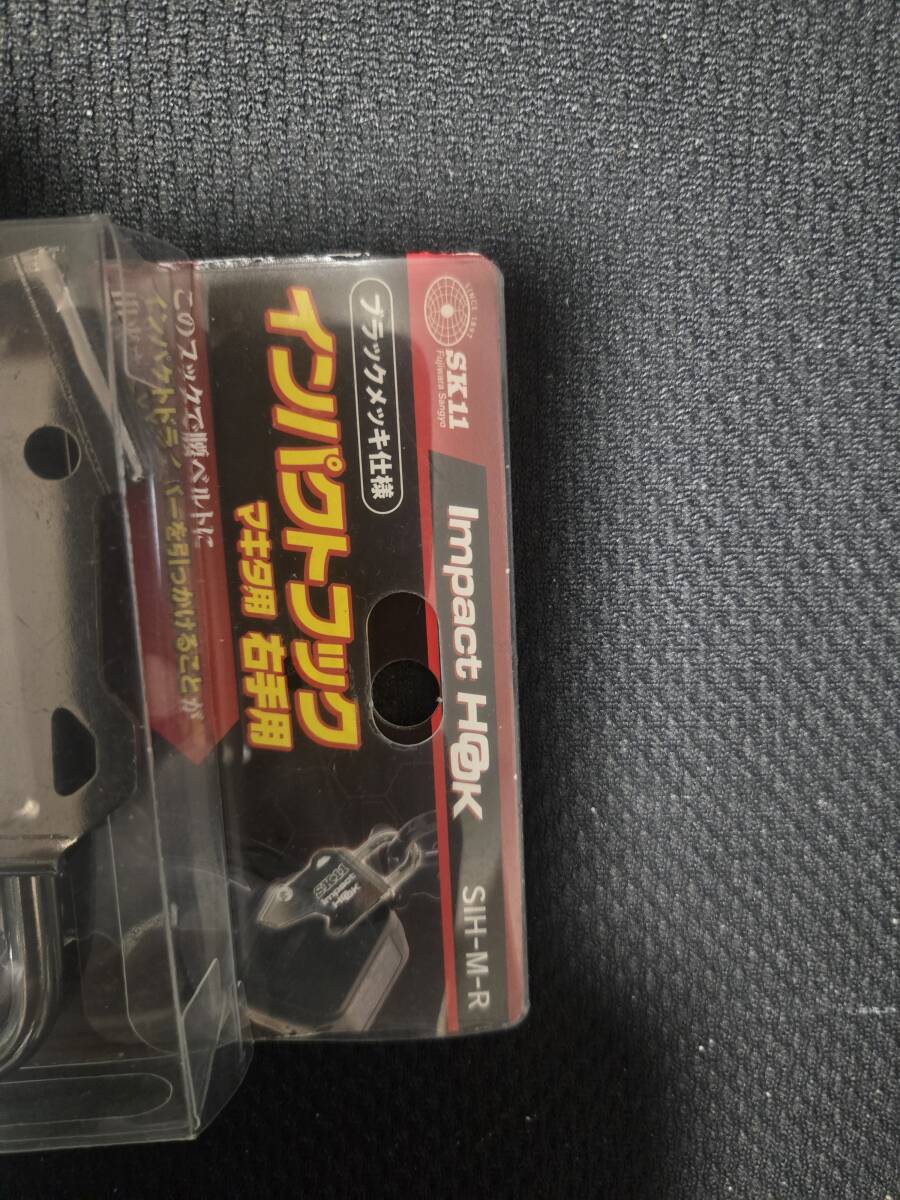 SINCE 1897
SK11
Fujiwara Sangyo
Impact HOOK SIH-M-R
ブラックメッキ仕様
インパクトフック
マキタ用 右手用
このフックで腰ベルトに
インパクトドライバーを引っかけることが